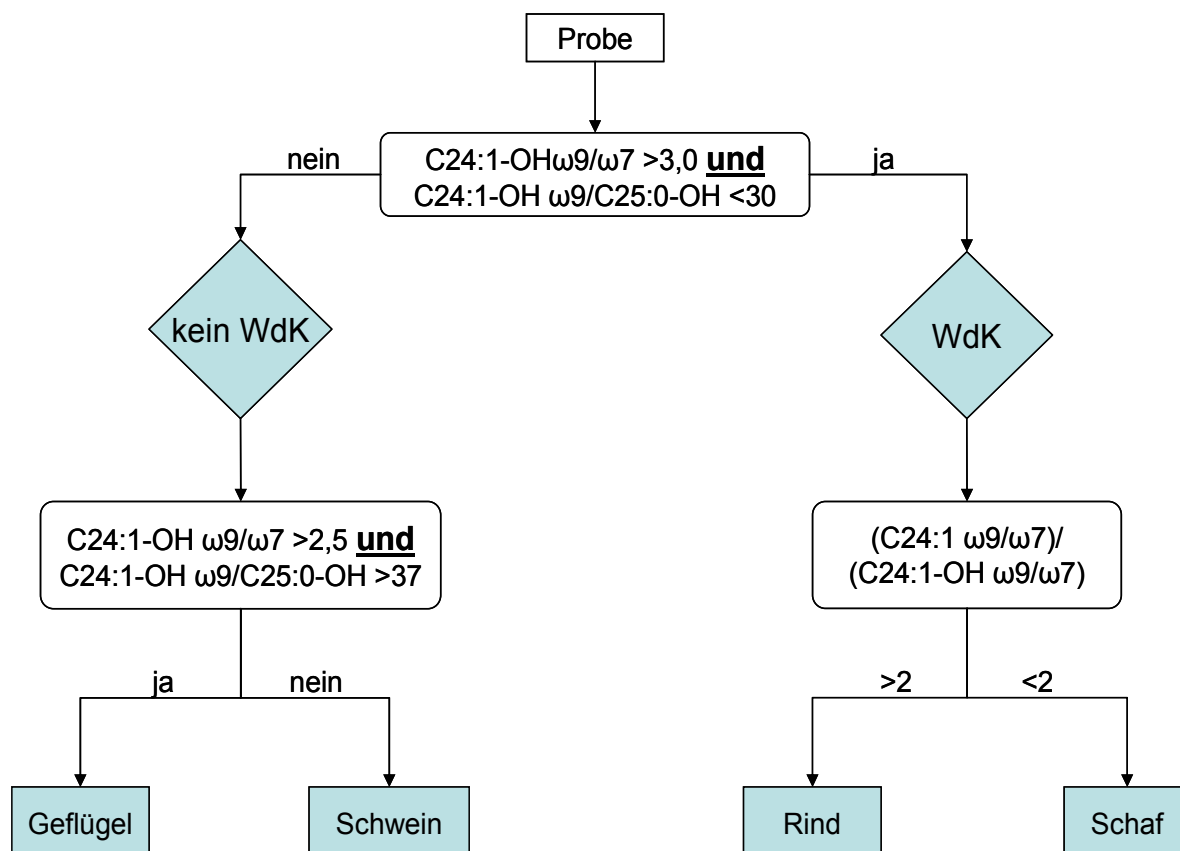 Probe
nein
C24:1-OHω9/ω7 >3,0 und
C24:1-OH ω9/C25:0-OH <30
ja
kein WdK
WdK
C24:1-OH ω9/ω7 >2,5 und
C24:1-OH ω9/C25:0-OH >37
(C24:1 ω9/ω7)/
(C24:1-OH ω9/ω7)
ja
nein
>2
<2
Geflügel
Schwein
Rind
Schaf